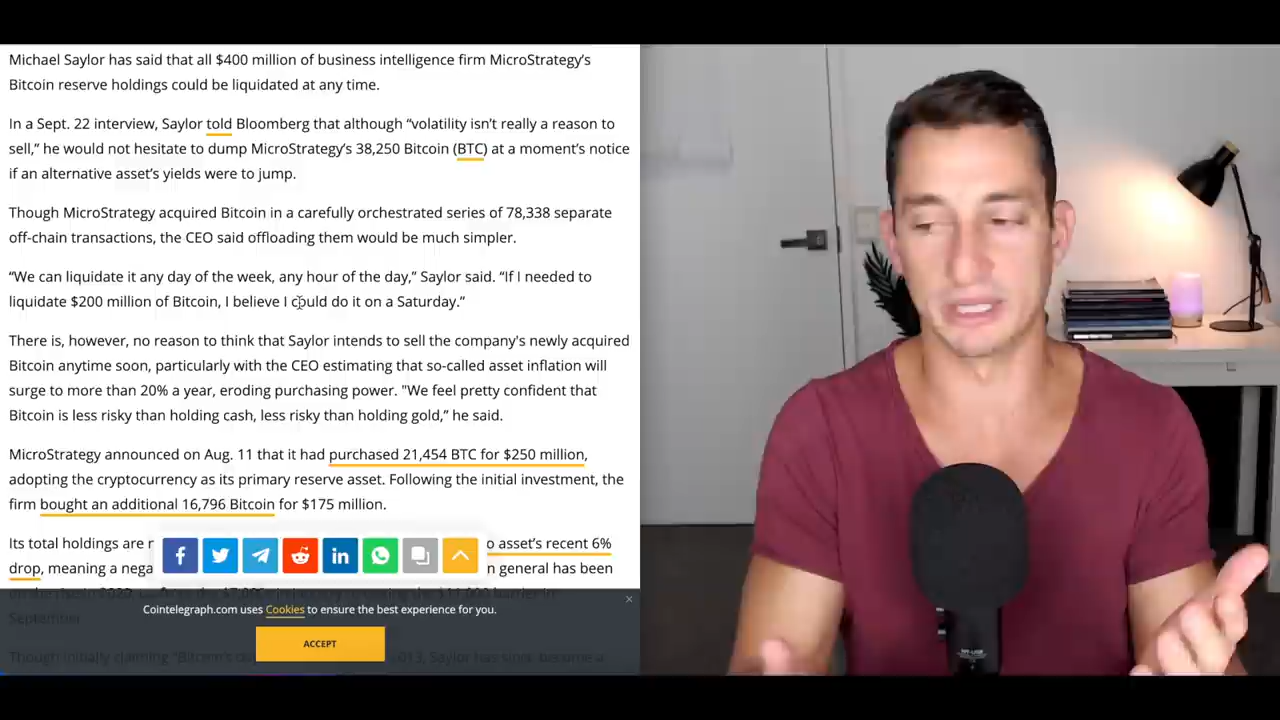 Michael Saylor has said that all $400 million of business intelligence firm MicroStrategy's
Bitcoin reserve holdings could be liquidated at any time.
In a Sept. 22 interview, Saylor told Bloomberg that although “volatility isn't really a reason to
sell,” he would not hesitate to dump MicroStrategy's 38,250 Bitcoin (BTC) at a moment's notice
if an alternative asset's yields were to jump.
Though MicroStrategy acquired Bitcoin in a carefully orchestrated series of 78,338 separate
off-chain transactions, the CEO said offloading them would be much simpler.
“We can liquidate it any day of the week, any hour of the day,” Saylor said. “If I needed to
liquidate $200 million of Bitcoin, I believe I could do it on a Saturday.”
There is, however, no reason to think that Saylor intends to sell the company's newly acquired
Bitcoin anytime soon, particularly with the CEO estimating that so-called asset inflation will
surge to more than 20% a year, eroding purchasing power. "We feel pretty confident that
Bitcoin is less risky than holding cash, less risky than holding gold,” he said.
MicroStrategy announced on Aug. 11 that it had purchased 21,454 BTC for $250 million,
adopting the cryptocurrency as its primary reserve asset. Following the initial investment, the
firm bought an additional 16,796 Bitcoin for $175 million.
Its total holdings are asset's recent 6%
drop, meaning a general has been
September
Cointelegraph.com uses Cookies to ensure the best experience for you.
ACCEPT
Though initially claiming “Bitcoin's Saylor has since become a